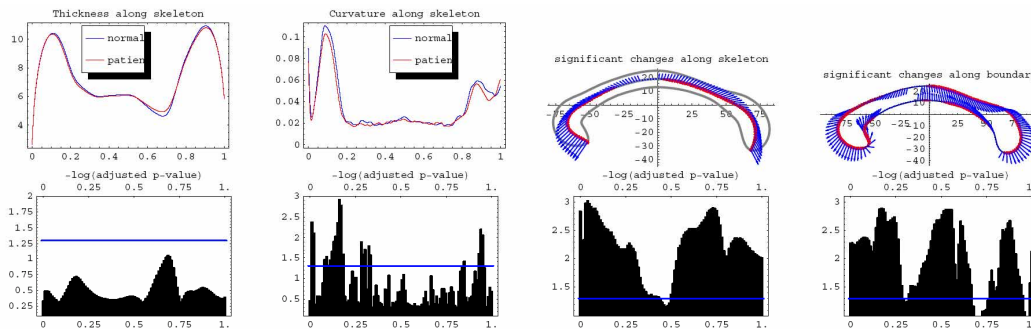 Thickness along skeleton
normal
patien
10
8
6
4
0. 0.2 0.4 0.6 0.8 1
Curvature along skeleton
normal
patien
0.1
0.08
0.06
0.04
0.02
0
0. 0.2 0.4 0.6 0.8 1
significant changes along skeleton
20
10
-75 -50 -25 25 50 75
-10
-20
-30
-40
significant changes along boundar
20
10
-75 -50 25 50 75
-10
-20
-30
-40
-log(adjusted p-value)
0 0.25 0.5 0.75 1.
2
1.75
1.5
1.25
0.75
0.5
0.25
0 0.25 0.5 0.75 1.
-log(adjusted p-value)
0 0.25 0.5 0.75 1.
3
2.5
2
1.5
1
0.5
0 0.25 0.5 0.75 1.
-log(adjusted p-value)
0 0.25 0.5 0.75 1.
3
2.5
2
1.5
0 0.25 0.5 0.75 1.
-log(adjusted p-value)
0 0.25 0.5 0.75 1.
3
2.5
2
1.5
0 0.25 0.5 0.75 1.